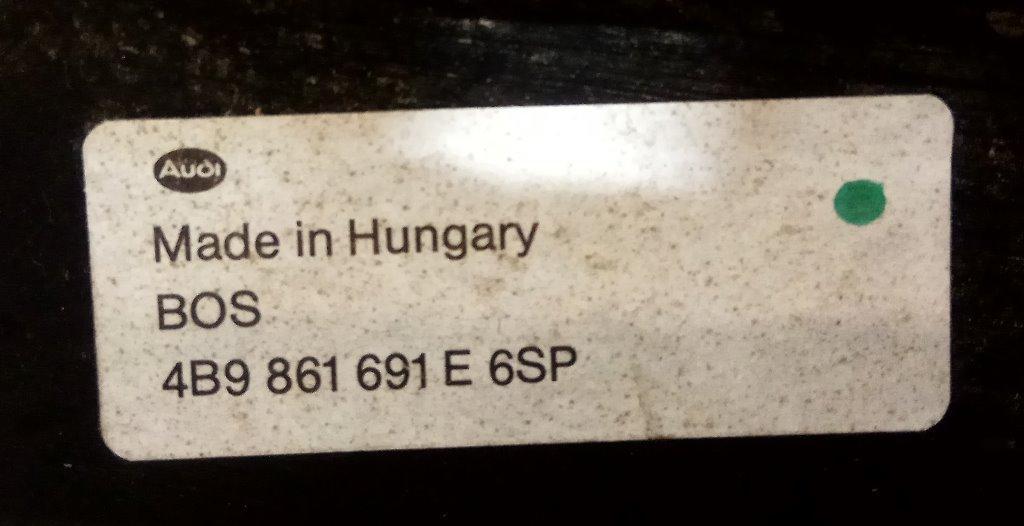 Audi
Made in Hungary
BOS
4B9 861 691 E 6SP